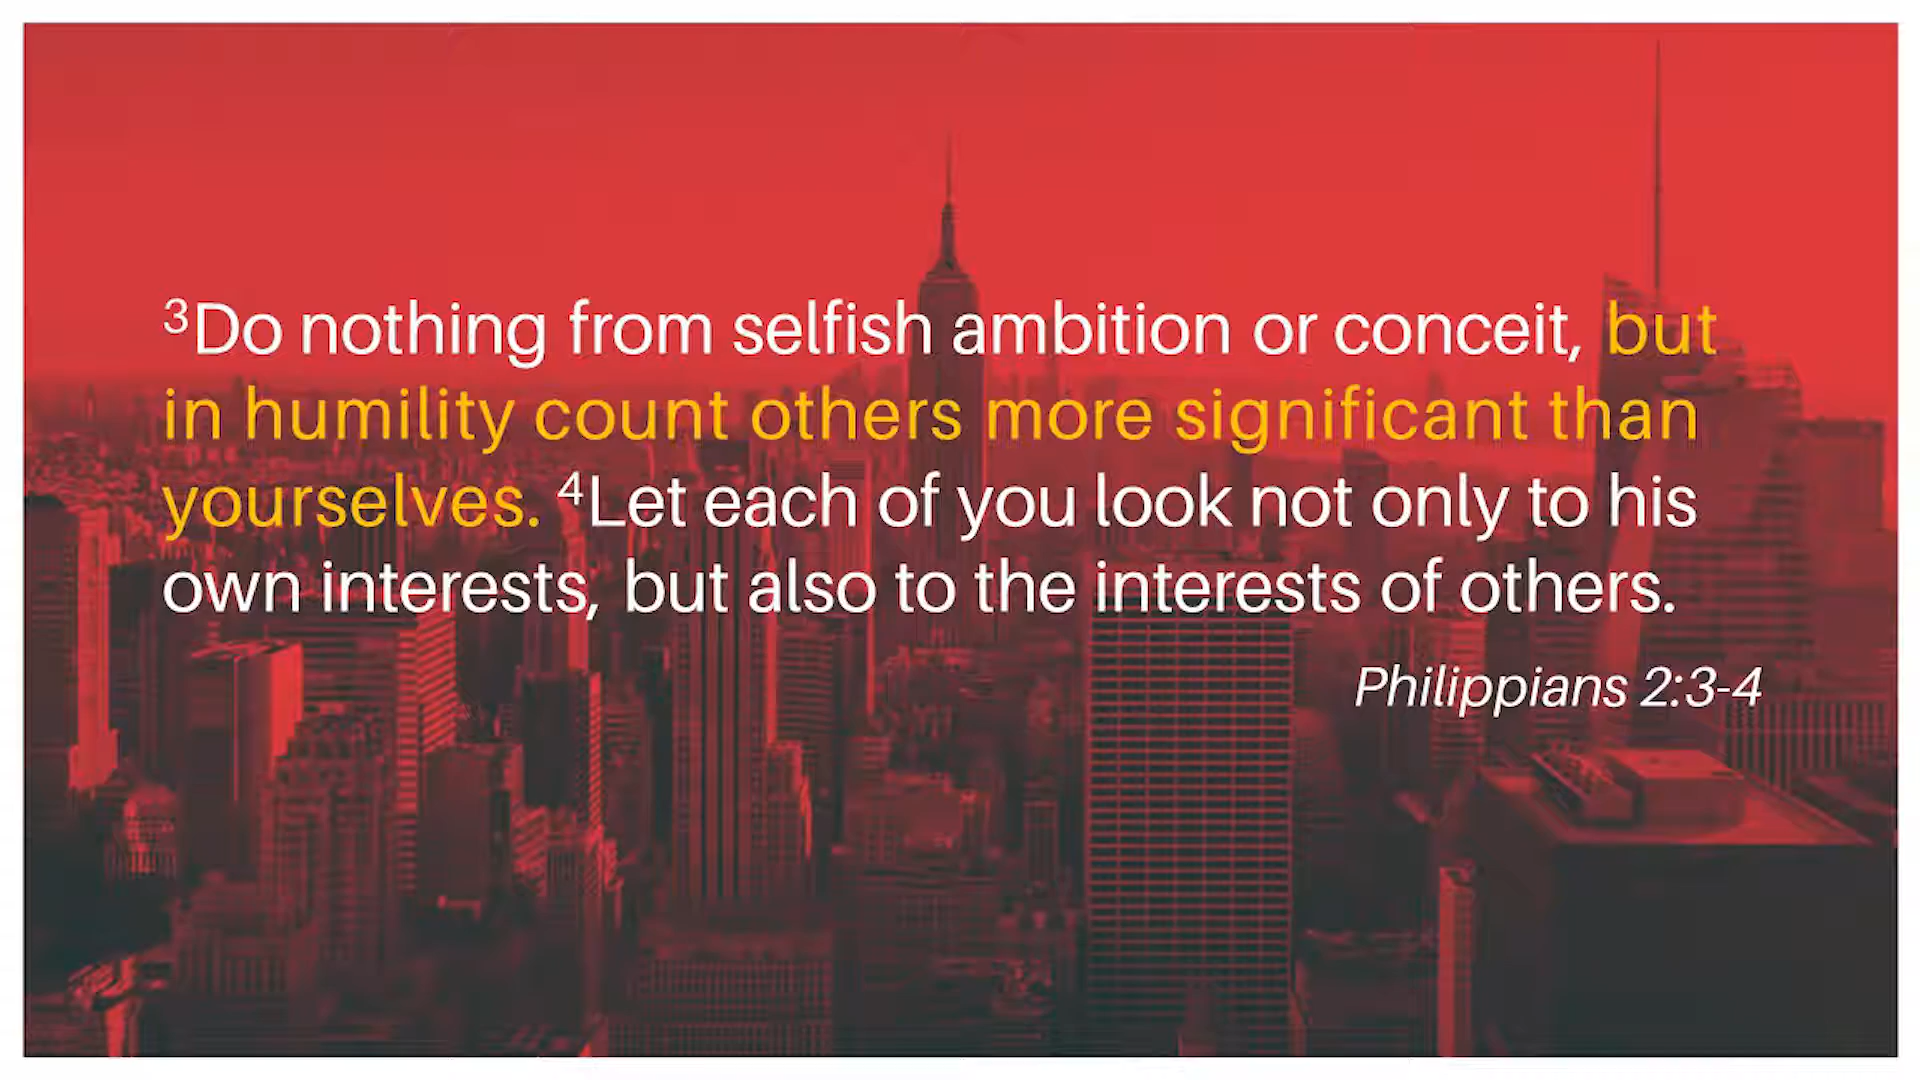 ³Do nothing from selfish ambition or conceit, but
in humility count others more significant than
yourselves. ⁴Let each of you look not only to his
own interests, but also to the interests of others.
Philippians 2:3-4